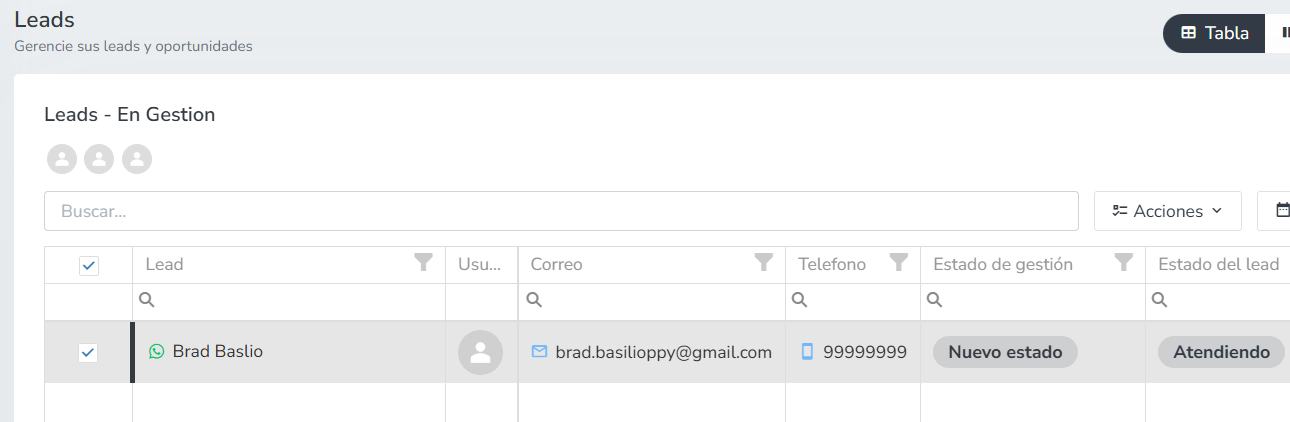 Leads
Gerencie sus leads y oportunidades
Tabla
Leads - En Gestion
Buscar...
Acciones
Lead Usu... Correo Telefono Estado de gestión Estado del lead
Brad Baslio brad.basilioppy@gmail.com 99999999 Nuevo estado Atendiendo